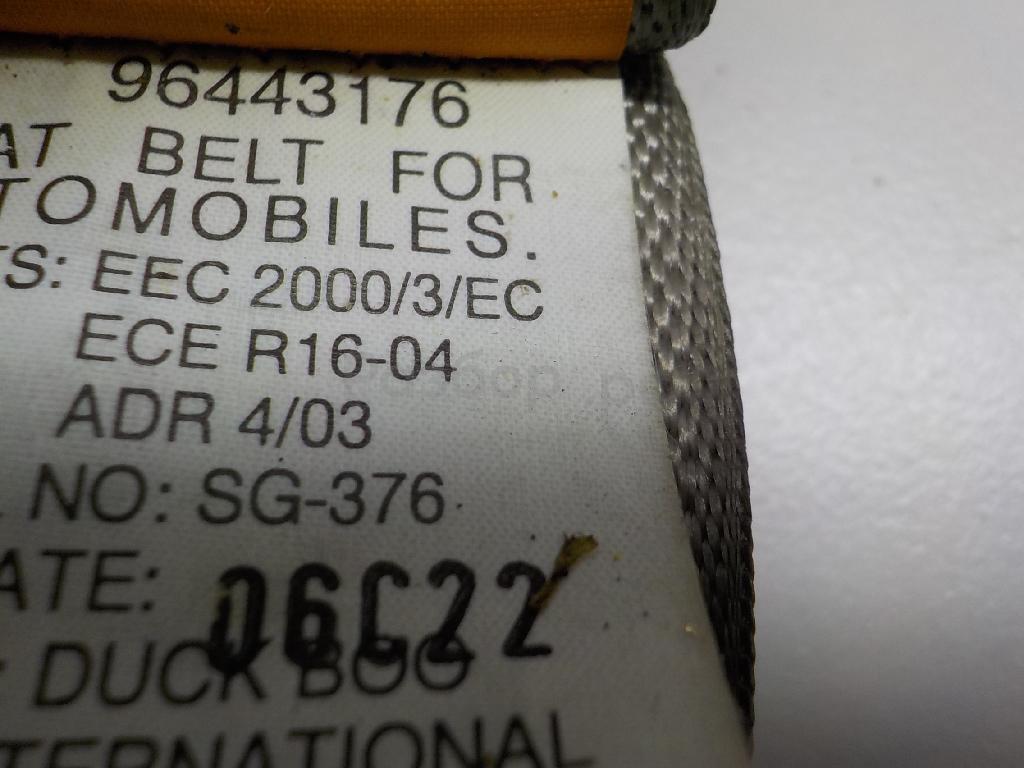 96443176
AT BELT FOR
TOMOBILES.
TS: EEC 2000/3/EC
ECE R16-04
ADR 4/03
NO: SG-376
ATE: 06C22
: DUCK BOO
TERNATIONAL